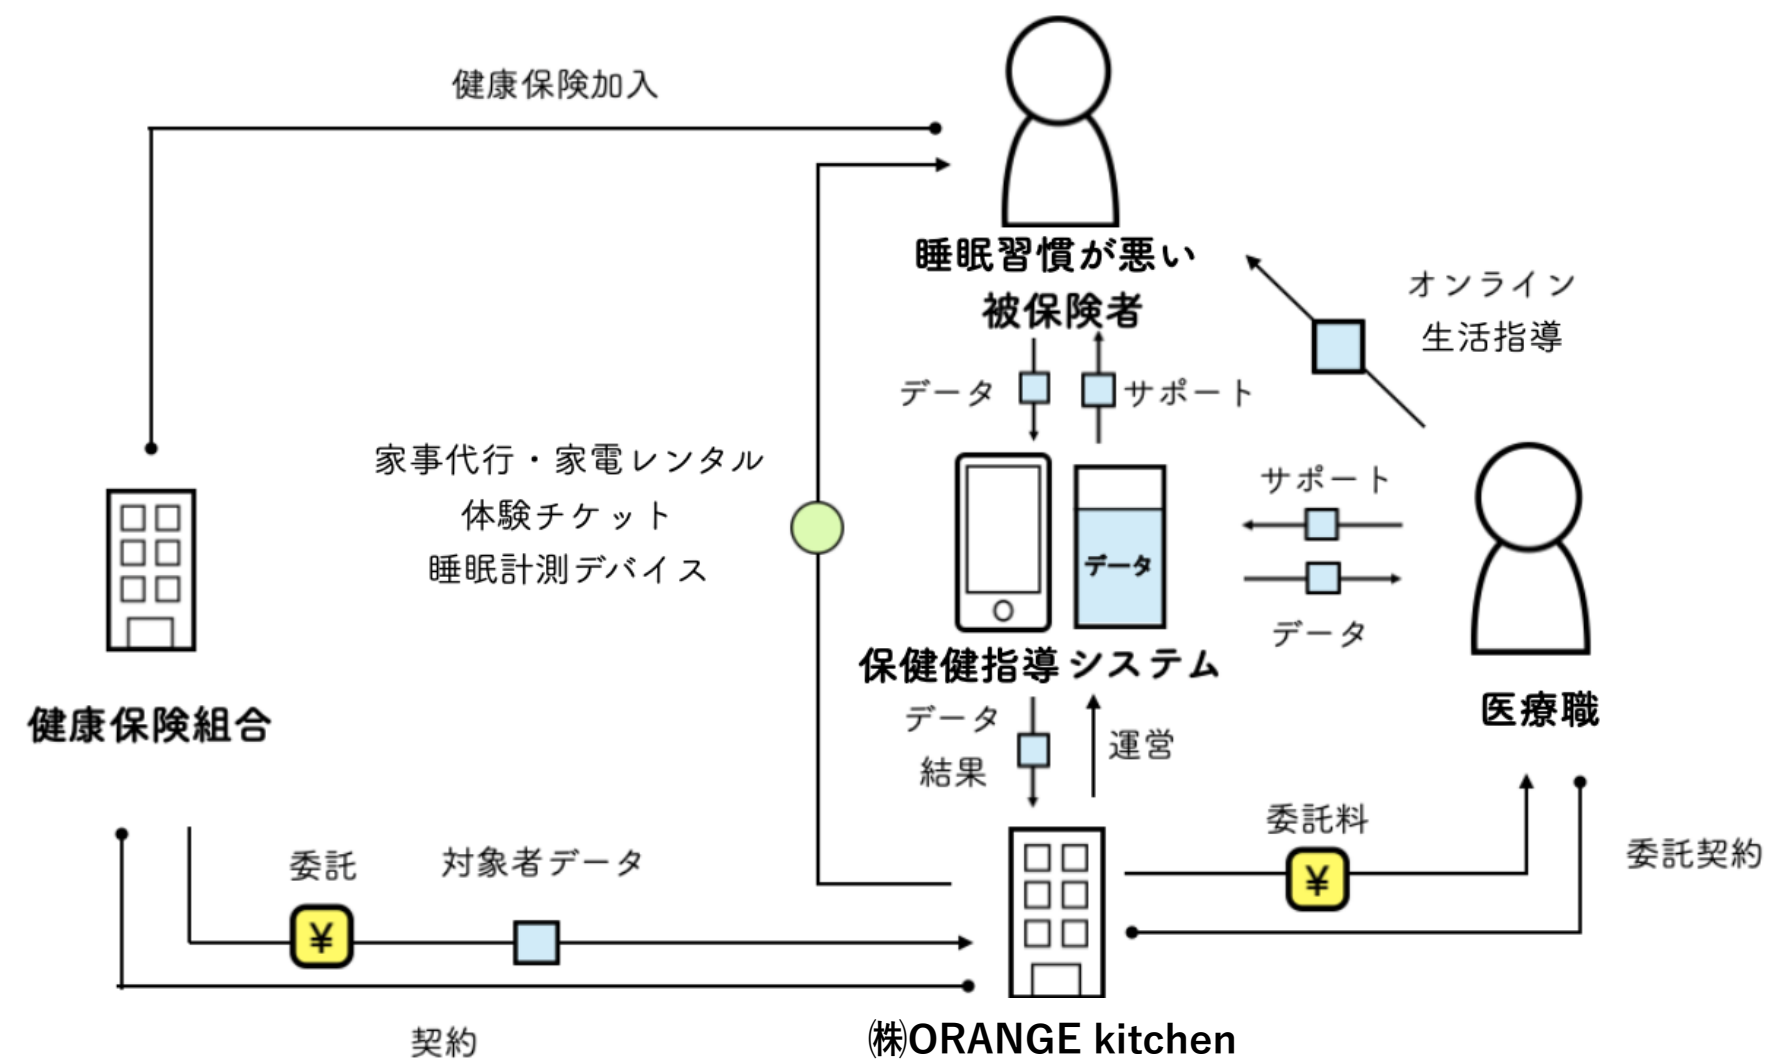 健康保険加入
睡眠習慣が悪い
被保険者
オンライン
生活指導
データ
サポート
家事代行・家電レンタル
体験チケット
睡眠計測デバイス
データ
サポート
データ
保健健指導システム
健康保険組合
医療職
データ
結果
運営
委託
¥
対象者データ
委託料
¥
委託契約
契約
㈱ORANGE kitchen